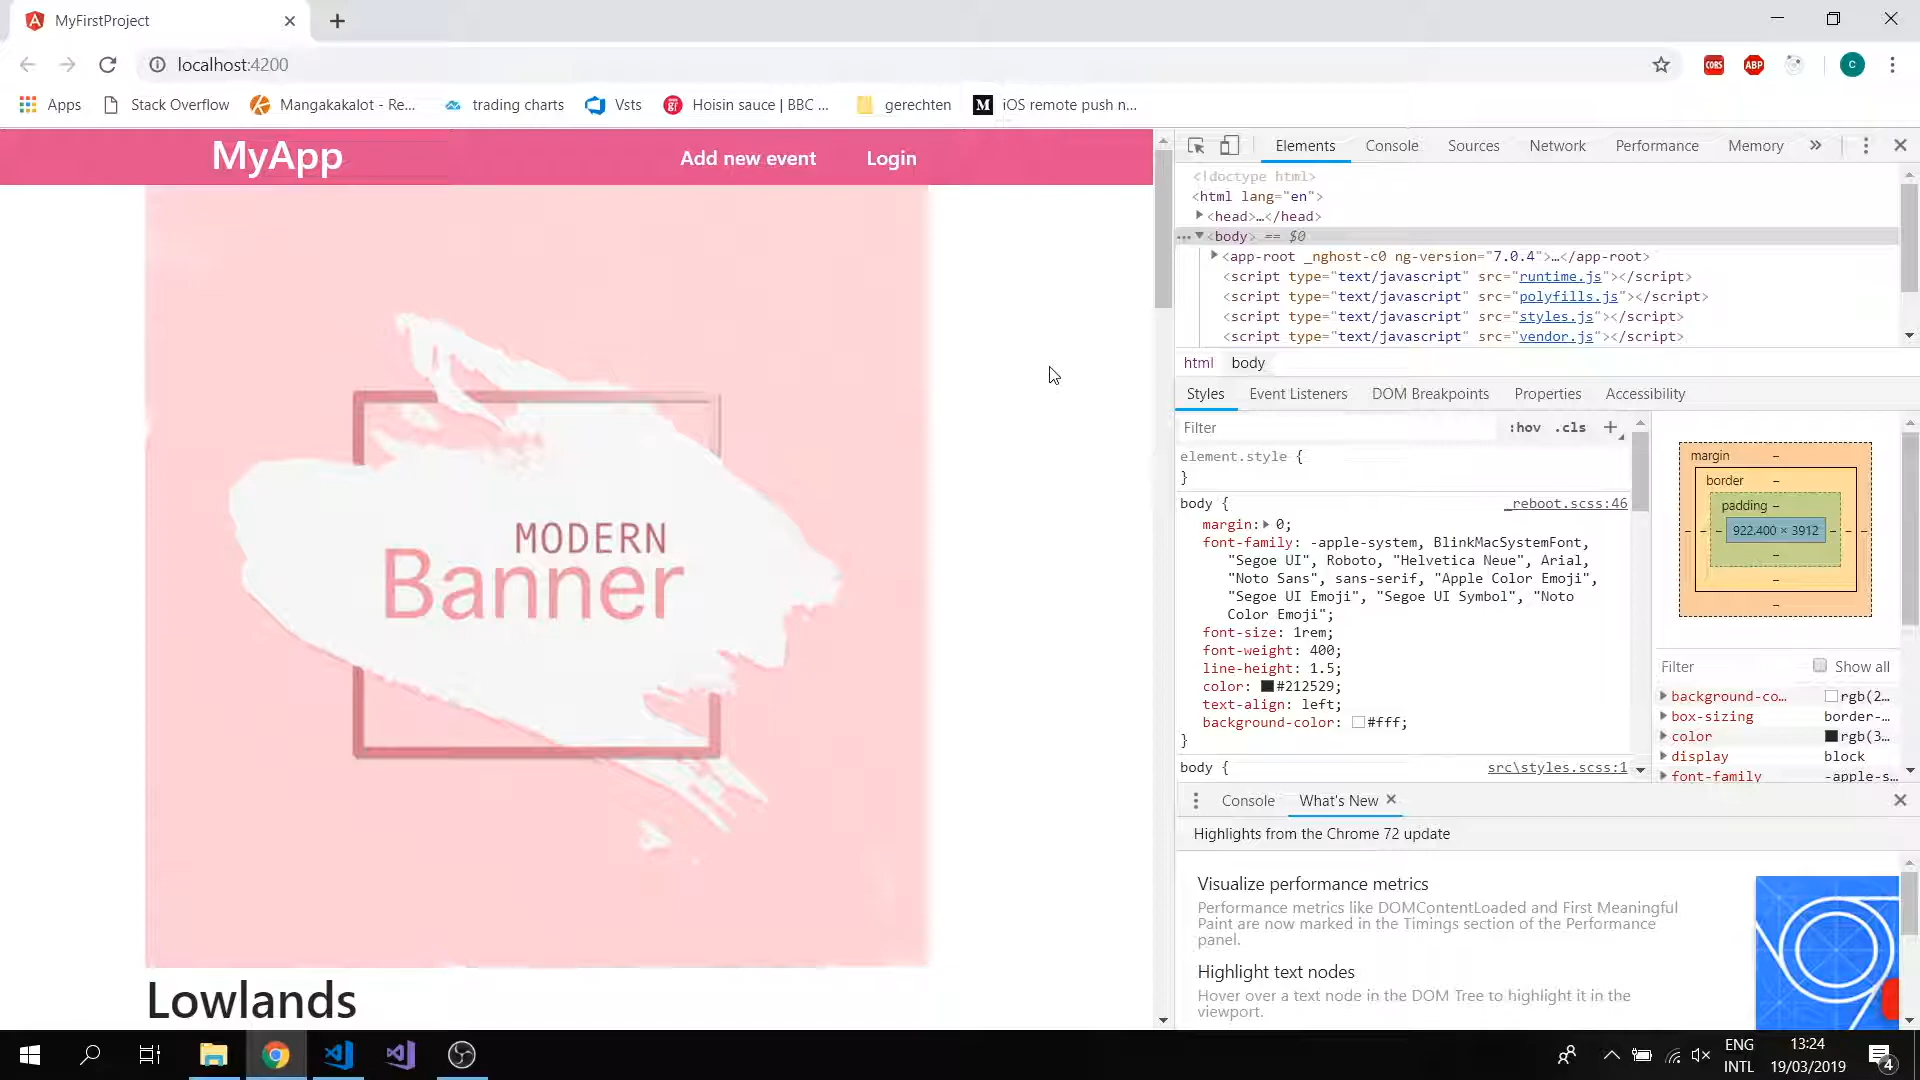 MyFirstProject
localhost:4200
Apps
Stack Overflow
Mangakakalot - Re...
trading charts
Vsts
Hoisin sauce | BBC ...
gerechten
iOS remote push n...
CORS
ABP
C
MyApp
Add new event
Login
MODERN
Banner
Lowlands
Elements
Console
Sources
Network
Performance
Memory
<!doctype html>
<html lang="en">
<head>…</head>
<body> == $0
<app-root _nghost-c0 ng-version="7.0.4">…</app-root>
<script type="text/javascript" src="runtime.js"></script>
<script type="text/javascript" src="polyfills.js"></script>
<script type="text/javascript" src="styles.js"></script>
<script type="text/javascript" src="vendor.js"></script>
html body
Styles
Event Listeners
DOM Breakpoints
Properties
Accessibility
Filter
:hov .cls +
element.style {
}
body {
_reboot.scss:46
margin: 0;
font-family: -apple-system, BlinkMacSystemFont,
"Segoe UI", Roboto, "Helvetica Neue", Arial,
"Noto Sans", sans-serif, "Apple Color Emoji",
"Segoe UI Emoji", "Segoe UI Symbol", "Noto
Color Emoji";
font-size: 1rem;
font-weight: 400;
line-height: 1.5;
color: #212529;
text-align: left;
background-color: #fff;
}
body {
src\styles.scss:1
margin –
border –
padding –
922.400 × 3912
–
–
–
Filter
Show all
background-co… rgb(2…
box-sizing border-…
color rgb(3…
display block
font-family -apple-s…
Console
What's New
Highlights from the Chrome 72 update
Visualize performance metrics
Performance metrics like DOMContentLoaded and First Meaningful
Paint are now marked in the Timings section of the Performance
panel.
Highlight text nodes
Hover over a text node in the DOM Tree to highlight it in the
viewport.
ENG
INTL
13:24
19/03/2019
4